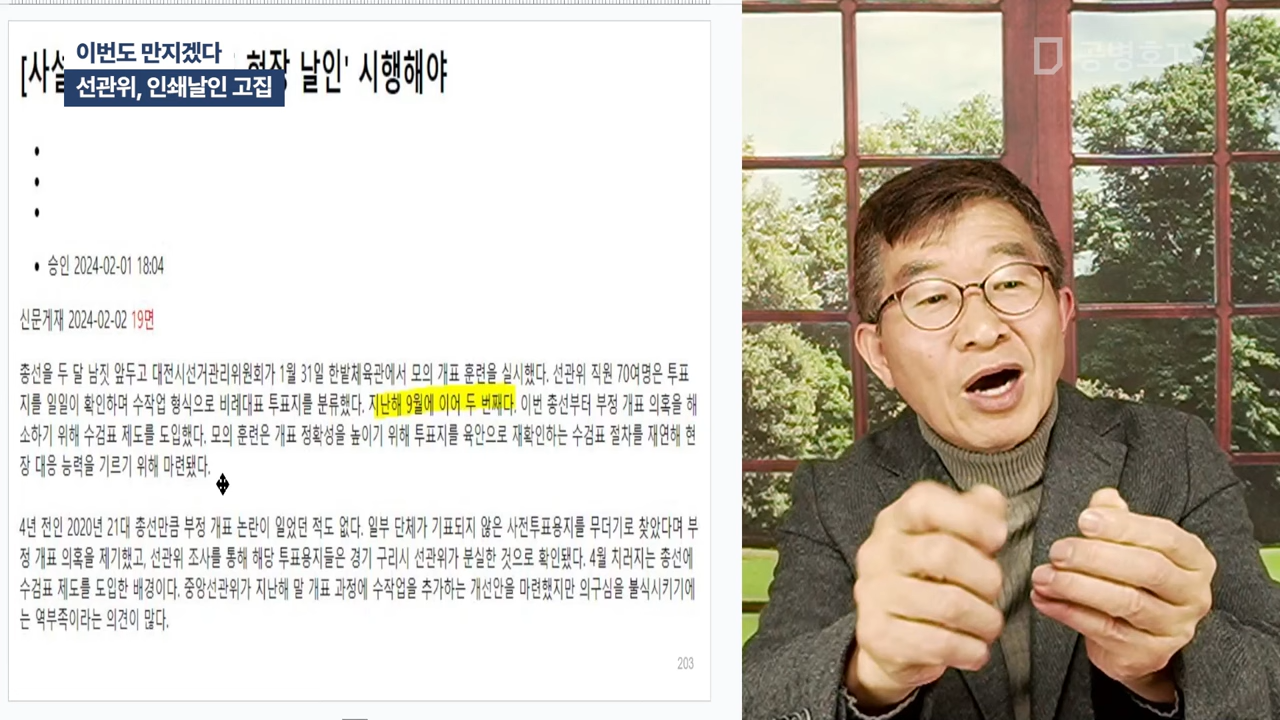 이번도 만지겠다
선관위, 인쇄날인 고집
[사설 현장 날인' 시행해야
승인 2024-02-01 18:04
신문게재 2024-02-02 19면
총선을 두 달 남짓 앞두고 대전시선거관리위원회가 1월 31일 한밭체육관에서 모의 개표 훈련을 실시했다. 선관위 직원 70여명은 투표
지를 일일이 확인하며 수작업 형식으로 비례대표 투표지를 분류했다. 지난해 9월에 이어 두 번째다. 이번 총선부터 부정 개표 의혹을 해
소하기 위해 수검표 제도를 도입했다. 모의 훈련은 개표 정확성을 높이기 위해 투표지를 육안으로 재확인하는 수검표 절차를 재연해 현
장 대응 능력을 기르기 위해 마련됐다.
4년 전인 2020년 21대 총선만큼 부정 개표 논란이 일었던 적도 없다. 일부 단체가 기표되지 않은 사전투표용지를 무더기로 찾았다며 부
정 개표 의혹을 제기했고, 선관위 조사를 통해 해당 투표용지들은 경기 구리시 선관위가 분실한 것으로 확인됐다. 4월 치러지는 총선에
수검표 제도를 도입한 배경이다. 중앙선관위가 지난해 말 개표 과정에 수작업을 추가하는 개선안을 마련했지만 의구심을 불식시키기에
는 역부족이라는 의견이 많다.
203
공병호TV